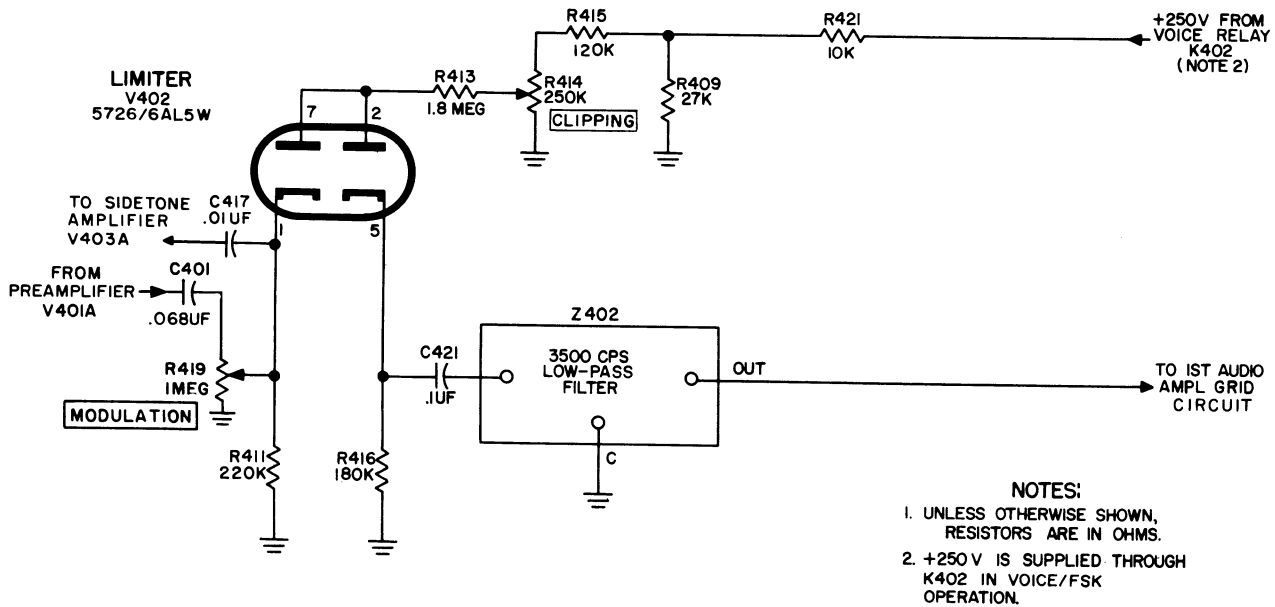 R415
120K
R421
10K
+250V FROM
VOICE RELAY
K402
(NOTE 2)
LIMITER
V402
5726/6AL5W
R413
1.8 MEG
R414
250K
CLIPPING
R409
27K
7
2
TO SIDETONE
AMPLIFIER
V403A
C417
.01UF
1
5
FROM
PREAMPLIFIER
V401A
C401
.068UF
R419
1MEG
MODULATION
R411
220K
R416
180K
C421
.1UF
Z402
3500 CPS
LOW-PASS
FILTER
C
OUT
TO 1ST AUDIO
AMPL GRID
CIRCUIT
NOTES:
1. UNLESS OTHERWISE SHOWN,
RESISTORS ARE IN OHMS.
2. +250V IS SUPPLIED THROUGH
K402 IN VOICE/FSK
OPERATION.